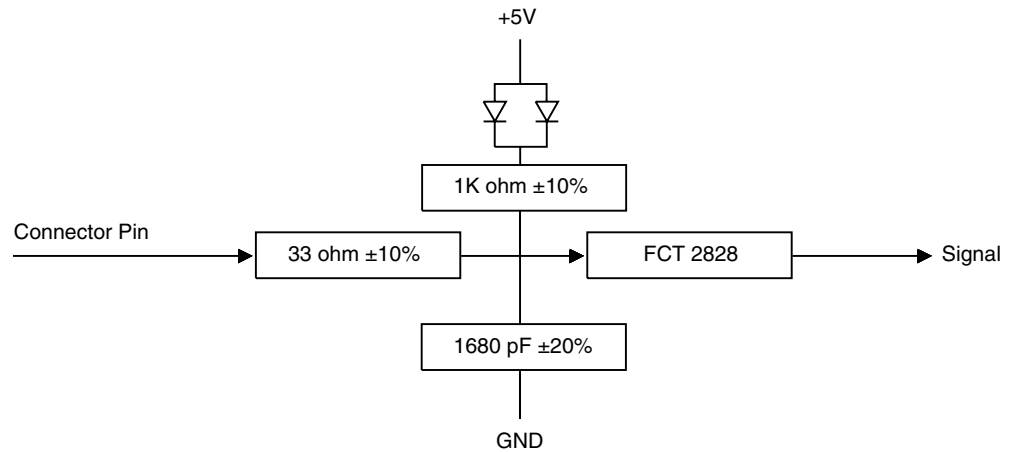 +5V
1K ohm ±10%
Connector Pin
33 ohm ±10%
FCT 2828
Signal
1680 pF ±20%
GND